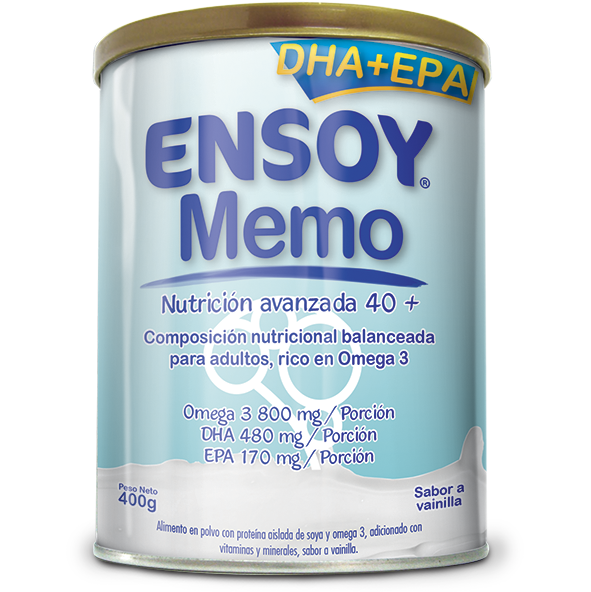 DHA+EPA
ENSOY®
Memo
Nutrición avanzada 40 +
Composición nutricional balanceada
para adultos, rico en Omega 3
Omega 3 800 mg / Porción
DHA 480 mg / Porción
EPA 170 mg / Porción
Peso Neto
400g
Sabor a
vainilla
Alimento en polvo con proteína aislada de soya y omega 3, adicionado con
vitaminas y minerales, sabor a vainilla.